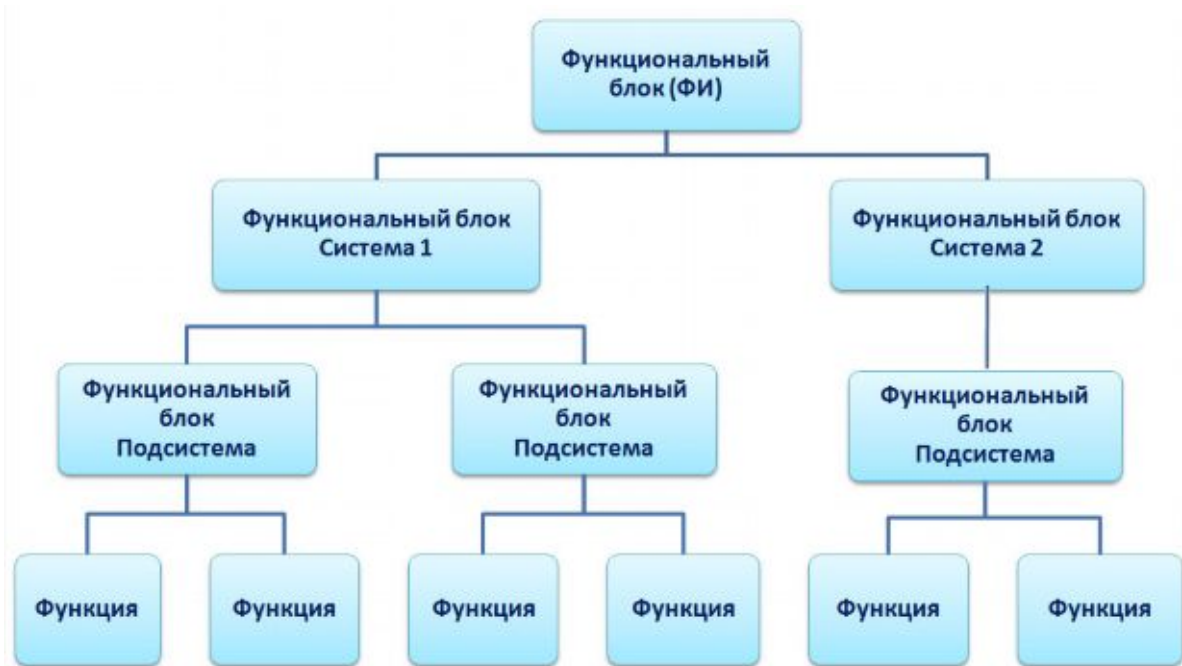 Функциональный
блок (ФИ)
Функциональный блок
Система 1
Функциональный блок
Система 2
Функциональный
блок
Подсистема
Функциональный
блок
Подсистема
Функциональный
блок
Подсистема
Функция
Функция
Функция
Функция
Функция
Функция